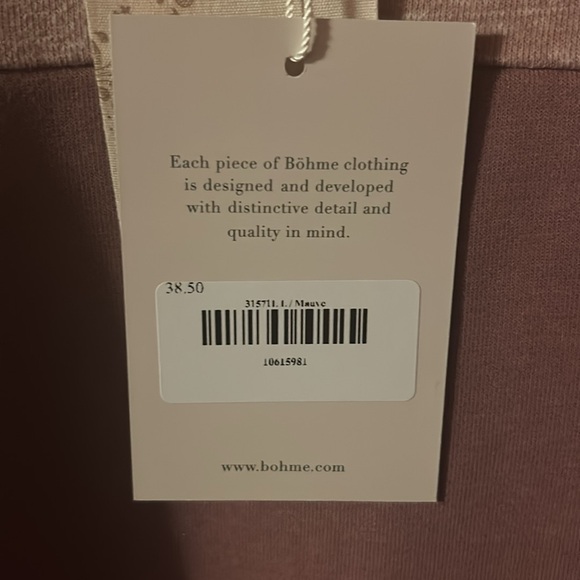 Each piece of Böhme clothing
is designed and developed
with distinctive detail and
quality in mind.
38.50
31571L L / Mauve
10615981
www.bohme.com